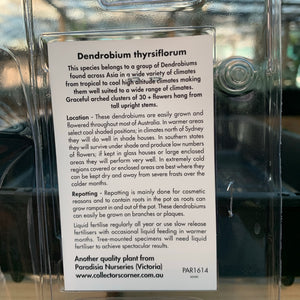 Dendrobium thyrsiflorum
This species belongs to a group of Dendrobiums
found across Asia in a wide variety of climates
from tropical to cool high altitude climates making
them well suited to a wide range of climates.
Graceful arched clusters of 30 + flowers hang from
tall upright stems.
Location - These dendrobiums are easily grown and
flowered throughout most of Australia. In warmer areas
select cool shaded positions; in climates north of Sydney
they will do well in shade houses. In southern states
they will survive under shade and produce low numbers
of flowers; if kept in glass houses or large enclosed
areas they will perform very well. In extremely cold
regions covered or enclosed areas are best where they
can be kept dry and away from severe frosts over the
colder months.
Repotting - Repotting is mainly done for cosmetic
reasons and to contain roots in the pot as roots can
grow rampant in and out of the pot. These dendrobiums
can easily be grown on branches or plaques.
Liquid fertilise regularly all year or use slow release
fertilisers with occasional liquid feeding in warmer
months. Tree-mounted specimens will need liquid
fertiliser to achieve spectacular results.
Another quality plant from
Paradisia Nurseries (Victoria)
www.collectorscorner.com.au
PAR1614